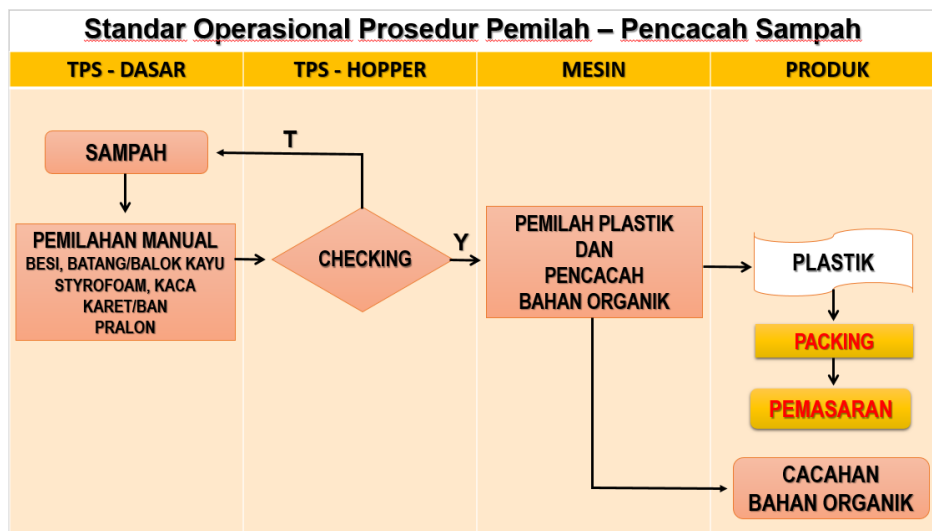 Standar Operasional Prosedur Pemilah – Pencacah Sampah
TPS - DASAR
TPS - HOPPER
MESIN
PRODUK
SAMPAH
T
PEMILAHAN MANUAL
BESI, BATANG/BALOK KAYU
STYROFOAM, KACA
KARET/BAN
PRALON
CHECKING
Y
PEMILAH PLASTIK
DAN
PENCACAH
BAHAN ORGANIK
PLASTIK
PACKING
PEMASARAN
CACAHAN
BAHAN ORGANIK